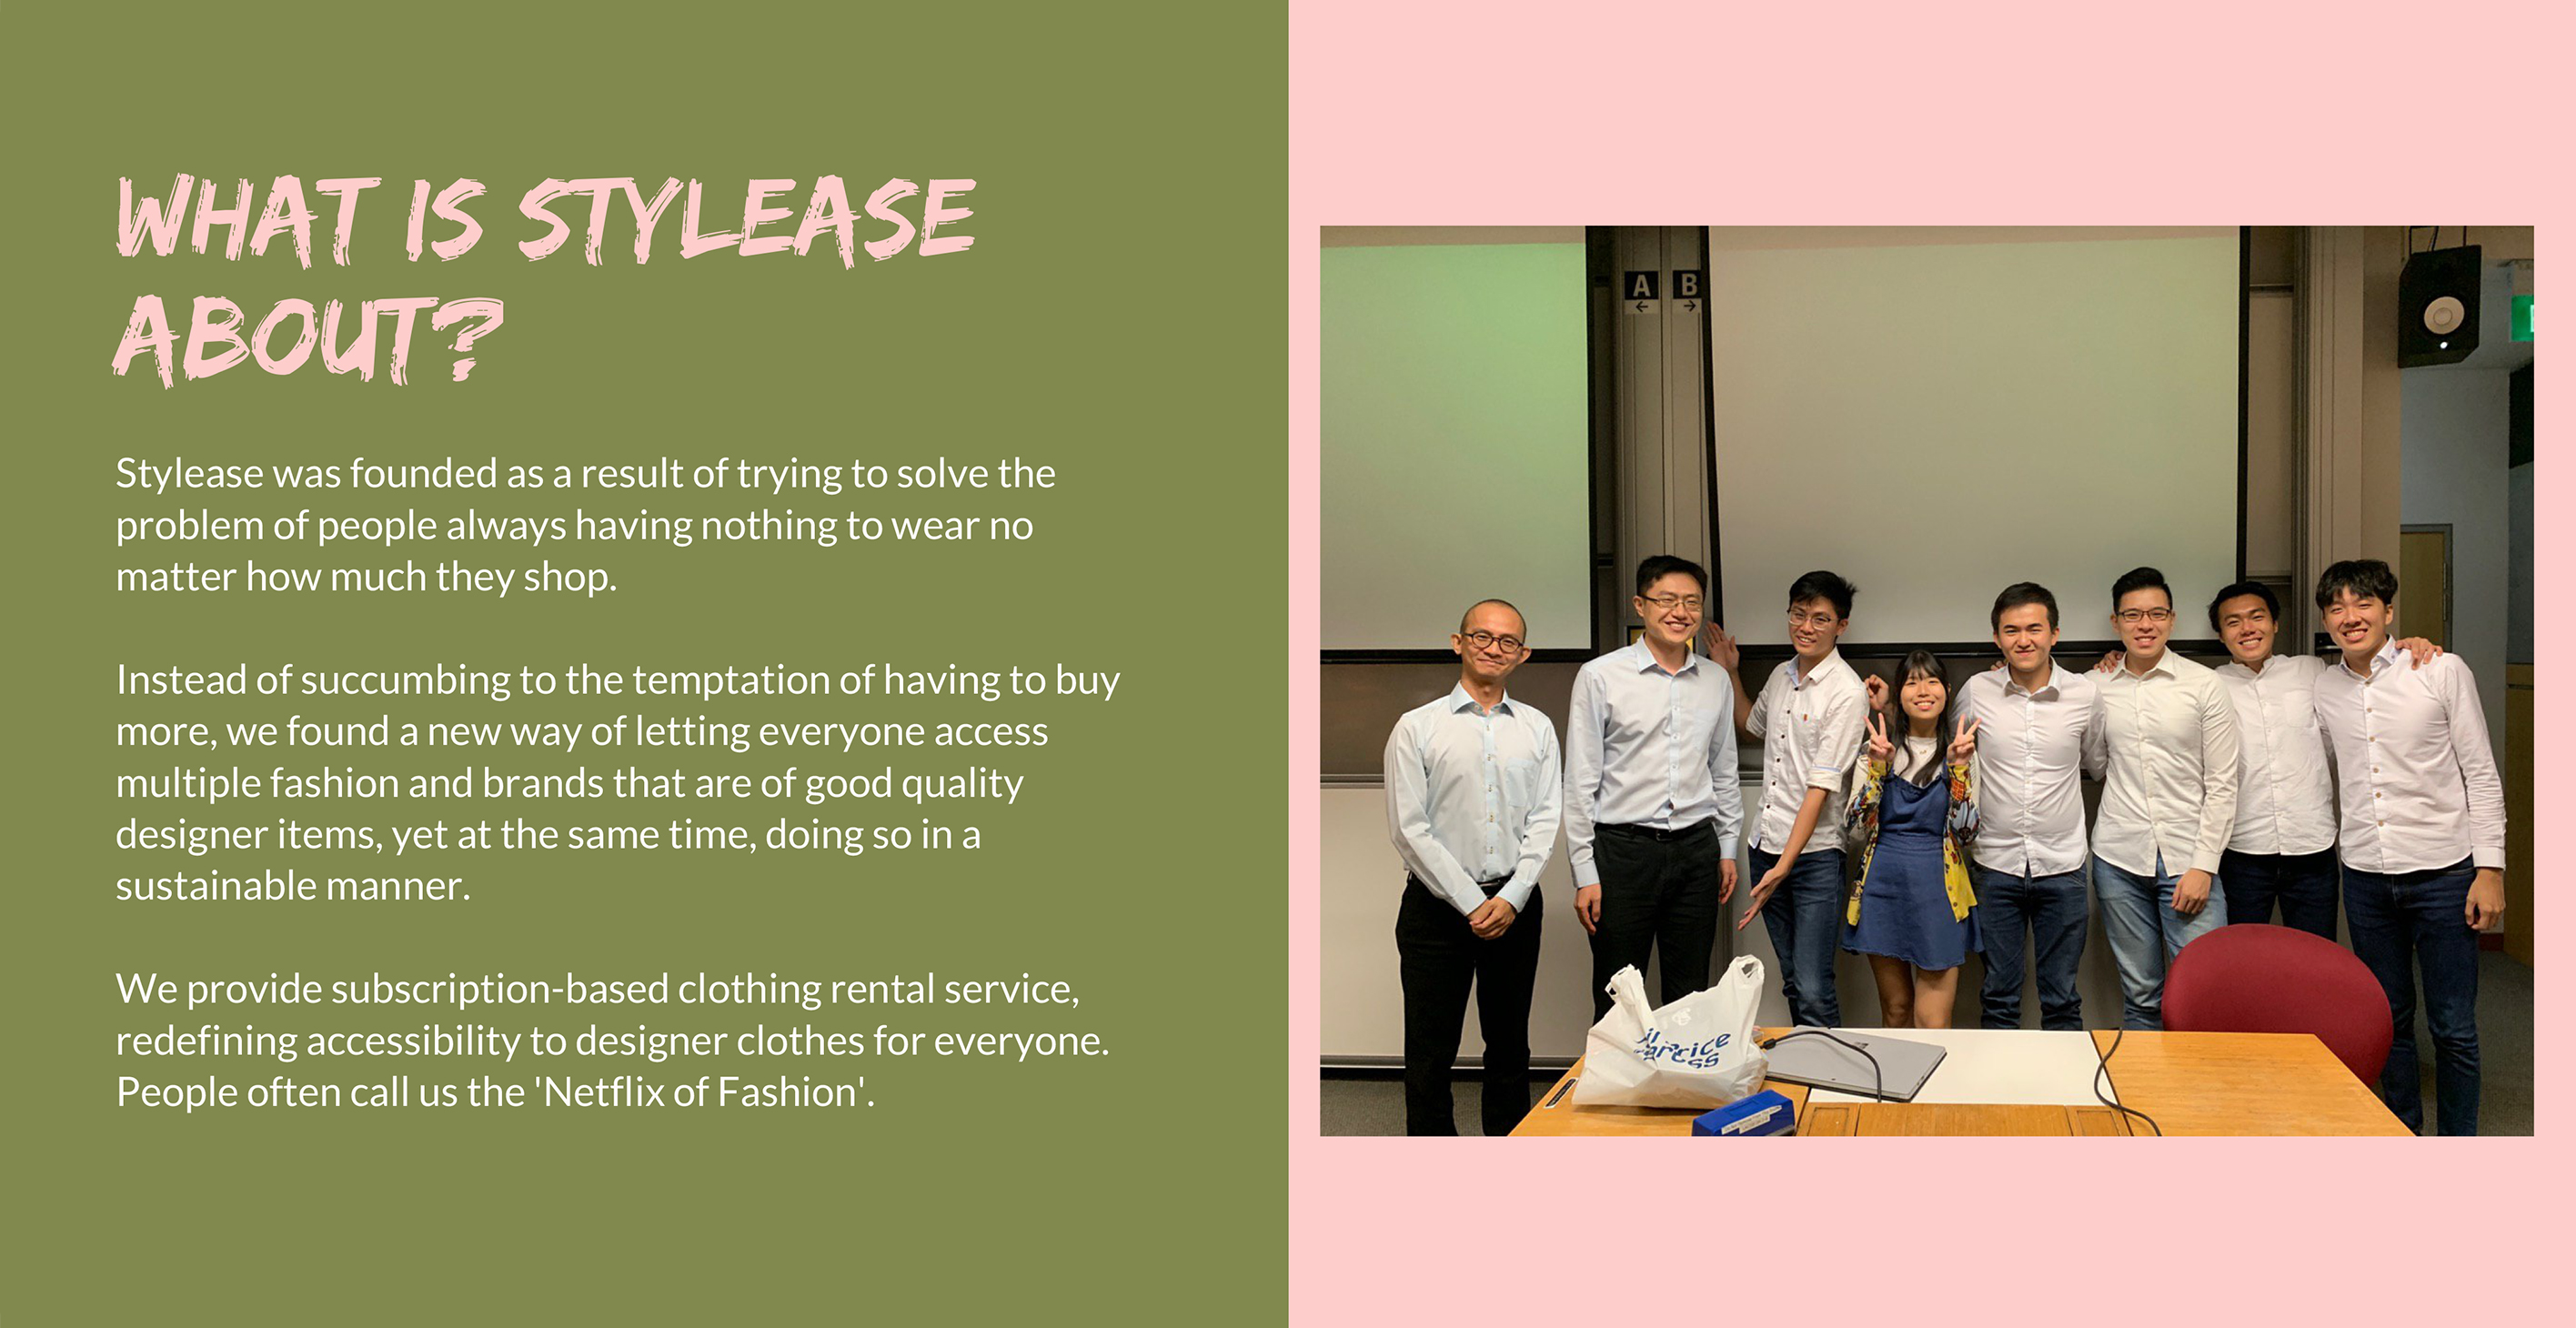 WHAT IS STYLEASE
ABOUT?
Stylease was founded as a result of trying to solve the
problem of people always having nothing to wear no
matter how much they shop.
Instead of succumbing to the temptation of having to buy
more, we found a new way of letting everyone access
multiple fashion and brands that are of good quality
designer items, yet at the same time, doing so in a
sustainable manner.
We provide subscription-based clothing rental service,
redefining accessibility to designer clothes for everyone.
People often call us the 'Netflix of Fashion'.
A B
← →